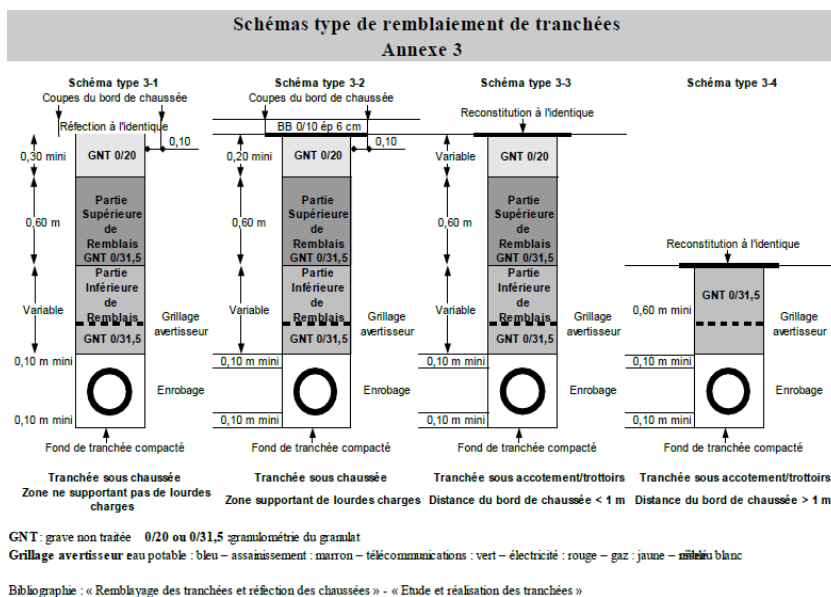 Schémas type de remblaiement de tranchées
Annexe 3
Schéma type 3-1
Coupes du bord de chaussée
Réfection à l'identique
0,10
0,30 mini
GNT 0/20
0,60 m
Partie
Supérieure
de
Remblais
GNT 0/31,5
Partie
Inférieure
de
Remblais
Variable
GNT 0/31,5
Grillage
avertisseur
0,10 m mini
Enrobage
0,10 m mini
Fond de tranchée compacté
Tranchée sous chaussée
Zone ne supportant pas de lourdes
charges
Schéma type 3-2
Coupes du bord de chaussée
BB 0/10 ép 6 cm
0,10
0,20 mini
GNT 0/20
0,60 m
Partie
Supérieure
de
Remblais
GNT 0/31,5
Partie
Inférieure
de
Remblais
Variable
GNT 0/31,5
Grillage
avertisseur
0,10 m mini
Enrobage
0,10 m mini
Fond de tranchée compacté
Tranchée sous chaussée
Zone supportant de lourdes charges
Schéma type 3-3
Reconstitution à l'identique
Variable
GNT 0/20
0,60 m
Partie
Supérieure
de
Remblais
GNT 0/31,5
Partie
Inférieure
de
Remblais
Variable
GNT 0/31,5
Grillage
avertisseur
0,10 m mini
Enrobage
0,10 m mini
Fond de tranchée compacté
Tranchée sous accotement/trottoirs
Distance du bord de chaussée < 1 m
Schéma type 3-4
Reconstitution à l'identique
GNT 0/31,5
0,60 m mini
Grillage
avertisseur
0,10 m mini
Enrobage
0,10 m mini
Fond de tranchée compacté
Tranchée sous accotement/trottoirs
Distance du bord de chaussée > 1 m
GNT : grave non traitée 0/20 ou 0/31,5 :granulométrie du granulat
Grillage avertisseur eau potable : bleu – assainissement : marron – télécommunications : vert – électricité : rouge – gaz : jaune – blanc
Bibliographie : « Remblayage des tranchées et réfection des chaussées » - « Etude et réalisation des tranchées »